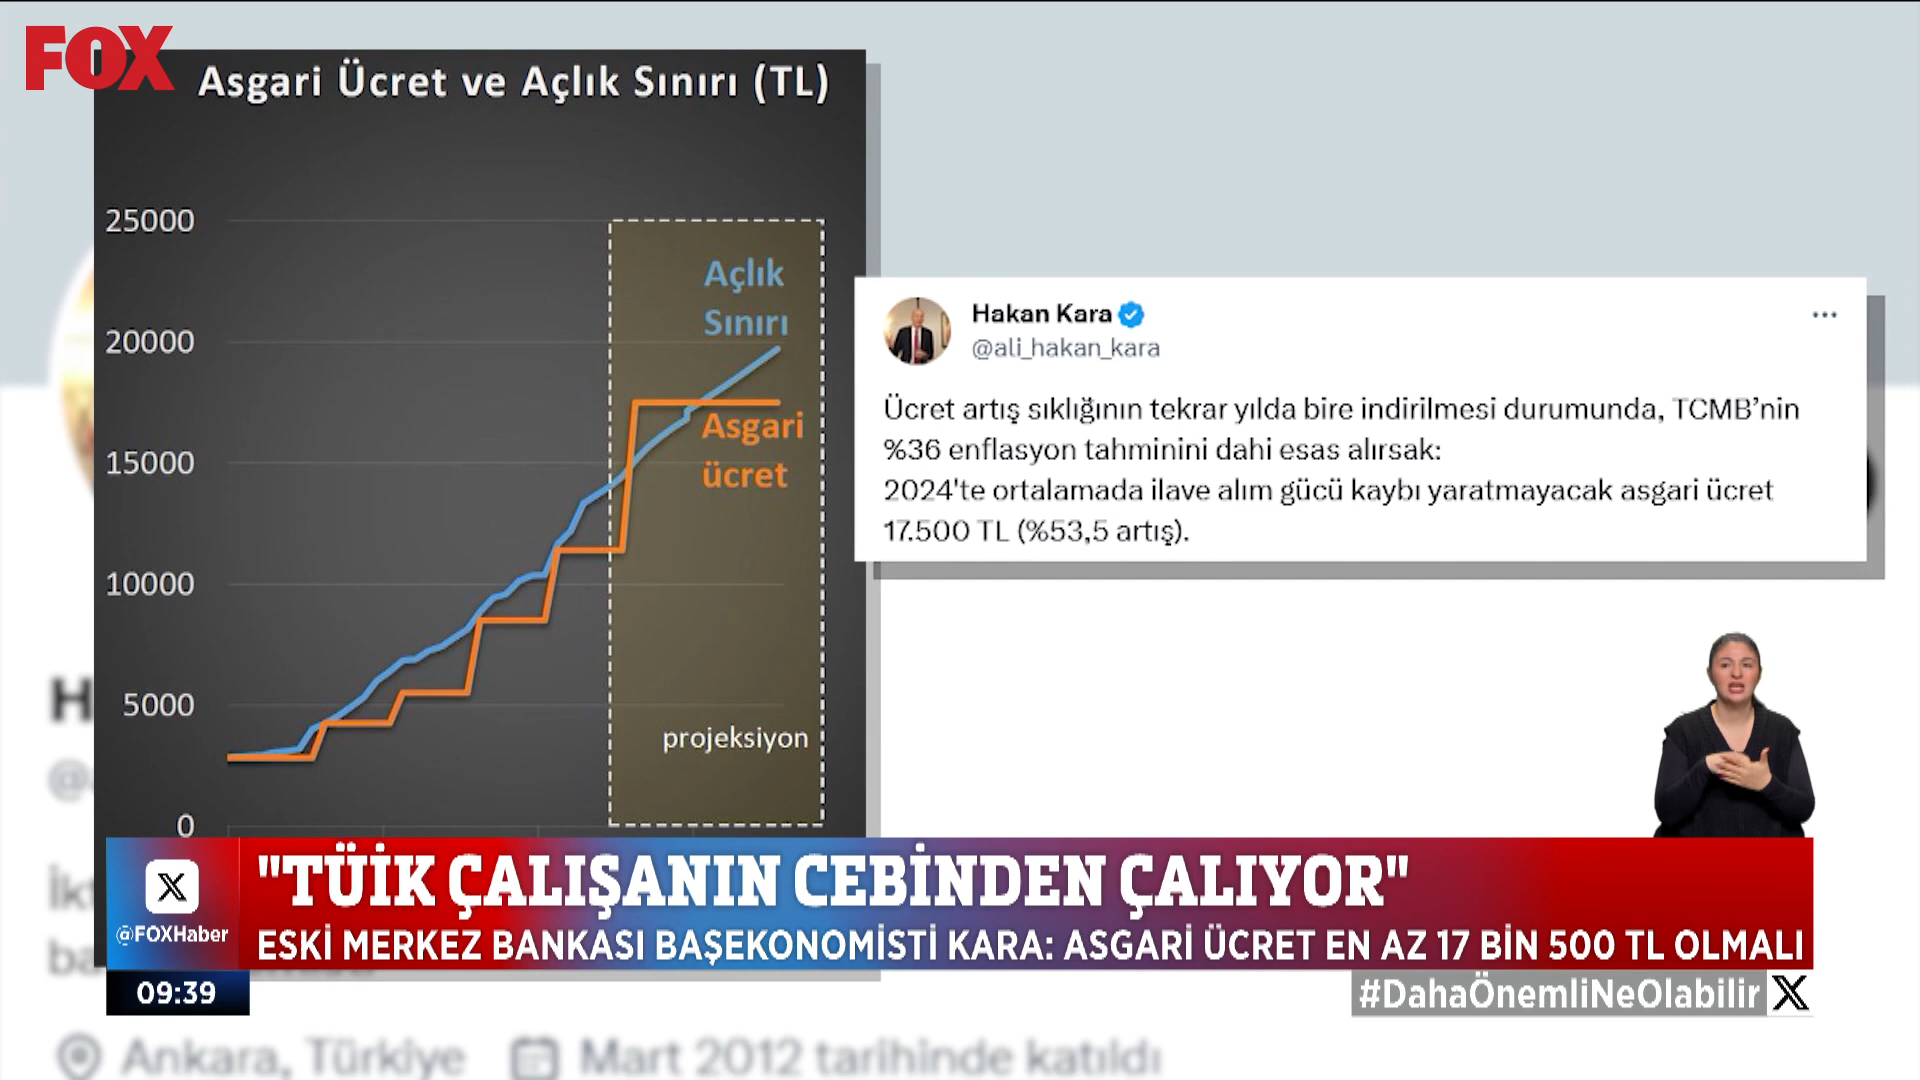 FOX
Asgari Ücret ve Açlık Sınırı (TL)
25000
20000
15000
10000
5000
0
Açlık
Sınırı
Asgari
ücret
projeksiyon
Hakan Kara
@ali_hakan_kara
Ücret artış sıklığının tekrar yılda bire indirilmesi durumunda, TCMB’nin
%36 enflasyon tahminini dahi esas alırsak:
2024'te ortalamada ilave alım gücü kaybı yaratmayacak asgari ücret
17.500 TL (%53,5 artış).
@FOXHaber
"TÜİK ÇALIŞANIN CEBİNDEN ÇALIYOR"
ESKİ MERKEZ BANKASI BAŞEKONOMİSTİ KARA: ASGARİ ÜCRET EN AZ 17 BİN 500 TL OLMALI
09:39
#DahaÖnemliNeOlabilir
Ankara, Türkiye
Mart 2012 tarihinde katıldı